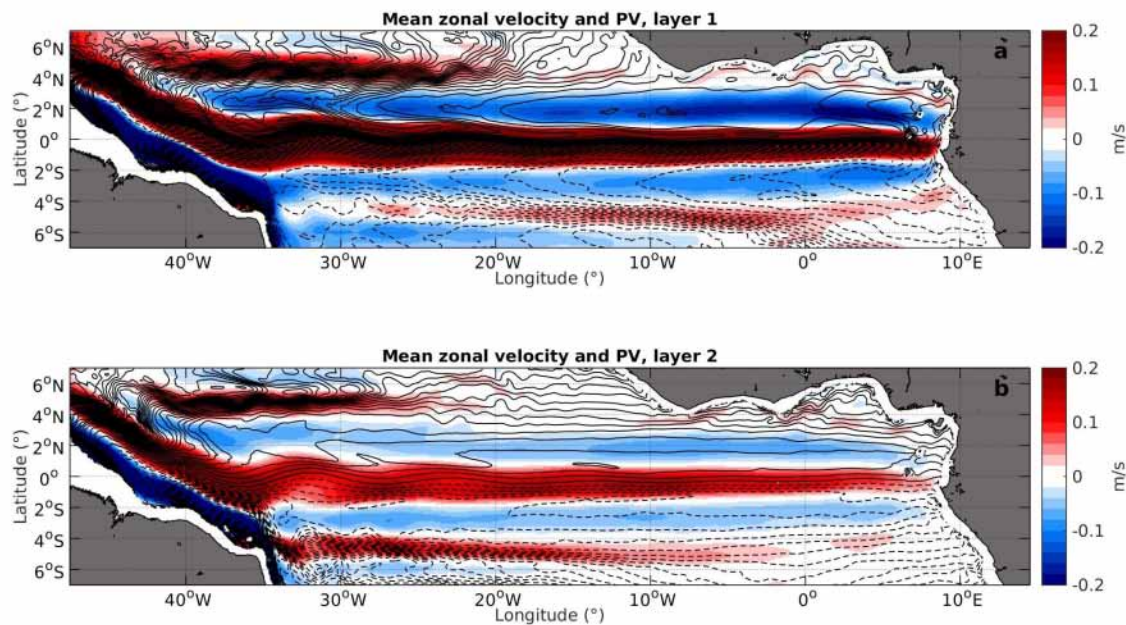 Mean zonal velocity and PV, layer 1
a
6°N
4°N
2°N
0°
2°S
4°S
6°S
Latitude (°)
40°W
30°W
20°W
10°W
0°
10°E
Longitude (°)
0.2
0.1
0
-0.1
-0.2
m/s
Mean zonal velocity and PV, layer 2
b
6°N
4°N
2°N
0°
2°S
4°S
6°S
Latitude (°)
40°W
30°W
20°W
10°W
0°
10°E
Longitude (°)
0.2
0.1
0
-0.1
-0.2
m/s